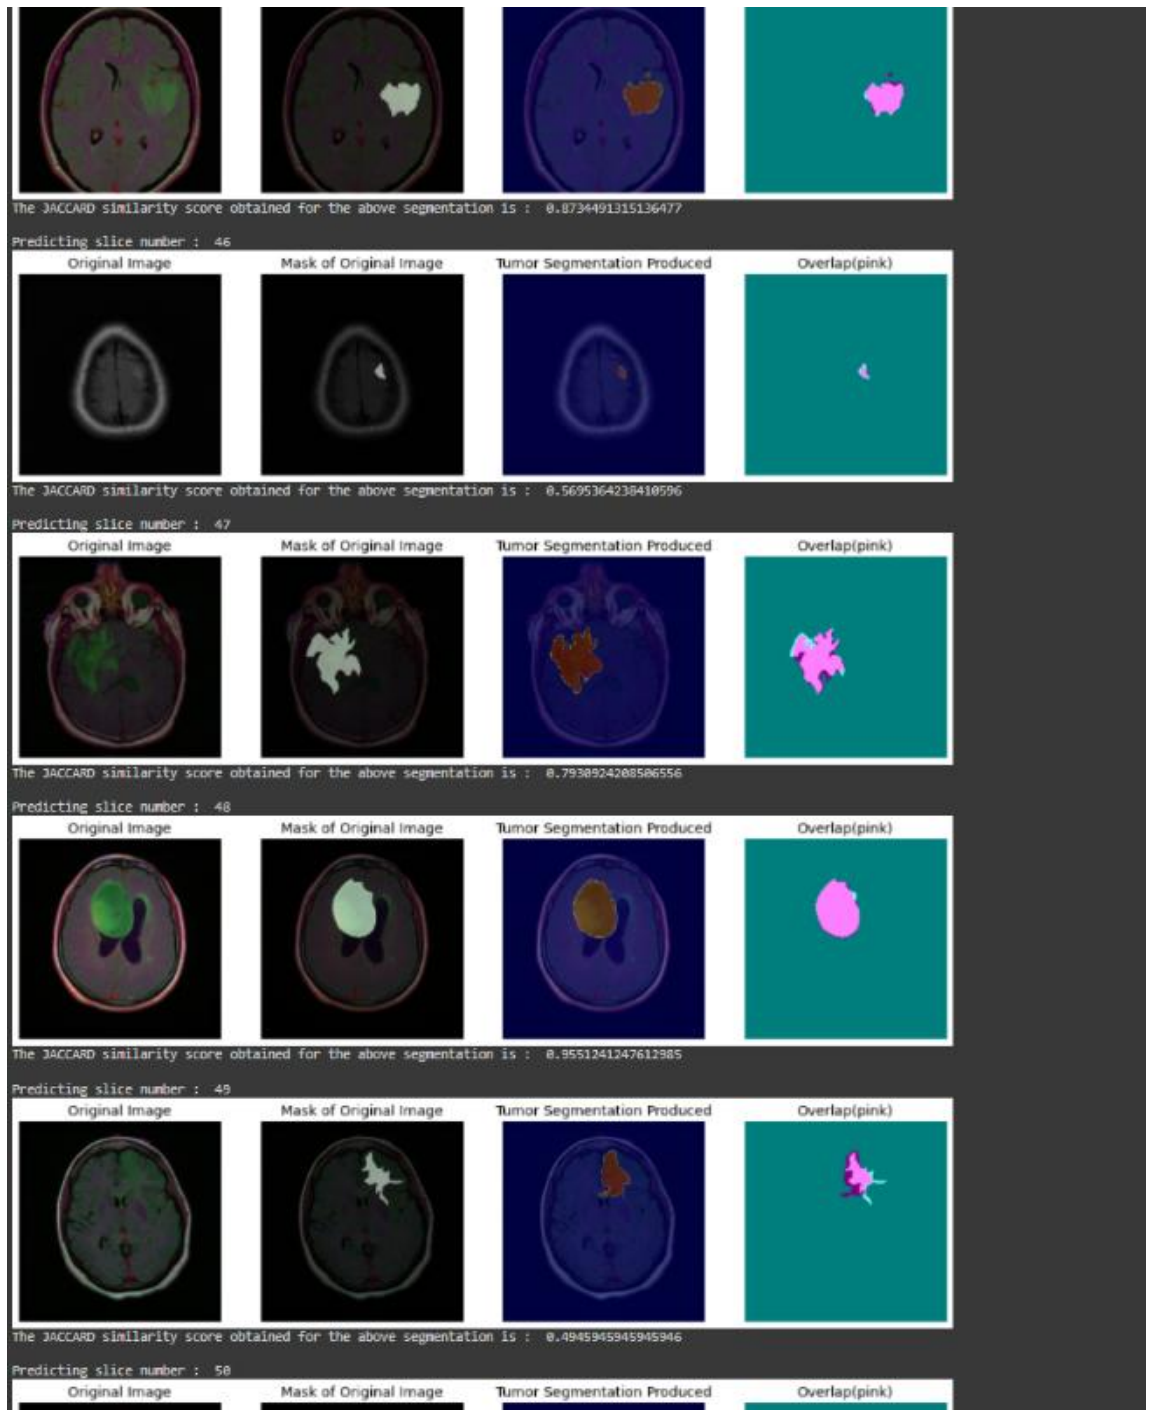 The JACCARD similarity score obtained for the above segmentation is :  0.8734491315136477
Predicting slice number :  46
Original Image Mask of Original Image Tumor Segmentation Produced Overlap(pink)
The JACCARD similarity score obtained for the above segmentation is :  0.5695364238410596
Predicting slice number :  47
Original Image Mask of Original Image Tumor Segmentation Produced Overlap(pink)
The JACCARD similarity score obtained for the above segmentation is :  0.7930924208506556
Predicting slice number :  48
Original Image Mask of Original Image Tumor Segmentation Produced Overlap(pink)
The JACCARD similarity score obtained for the above segmentation is :  0.9551241247612985
Predicting slice number :  49
Original Image Mask of Original Image Tumor Segmentation Produced Overlap(pink)
The JACCARD similarity score obtained for the above segmentation is :  0.4945945945945946
Predicting slice number :  50
Original Image Mask of Original Image Tumor Segmentation Produced Overlap(pink)